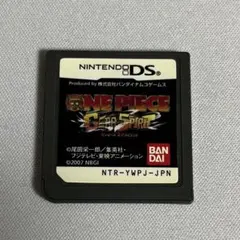 NINTENDO DS
Produced by 株式会社バンダイナムコゲームス
ONE PIECE
GEAR SPIRIT
©尾田栄一郎／集英社・
フジテレビ・東映アニメーション
©2007 NBGI
BAN
DAI
NTR-YWPJ-JPN